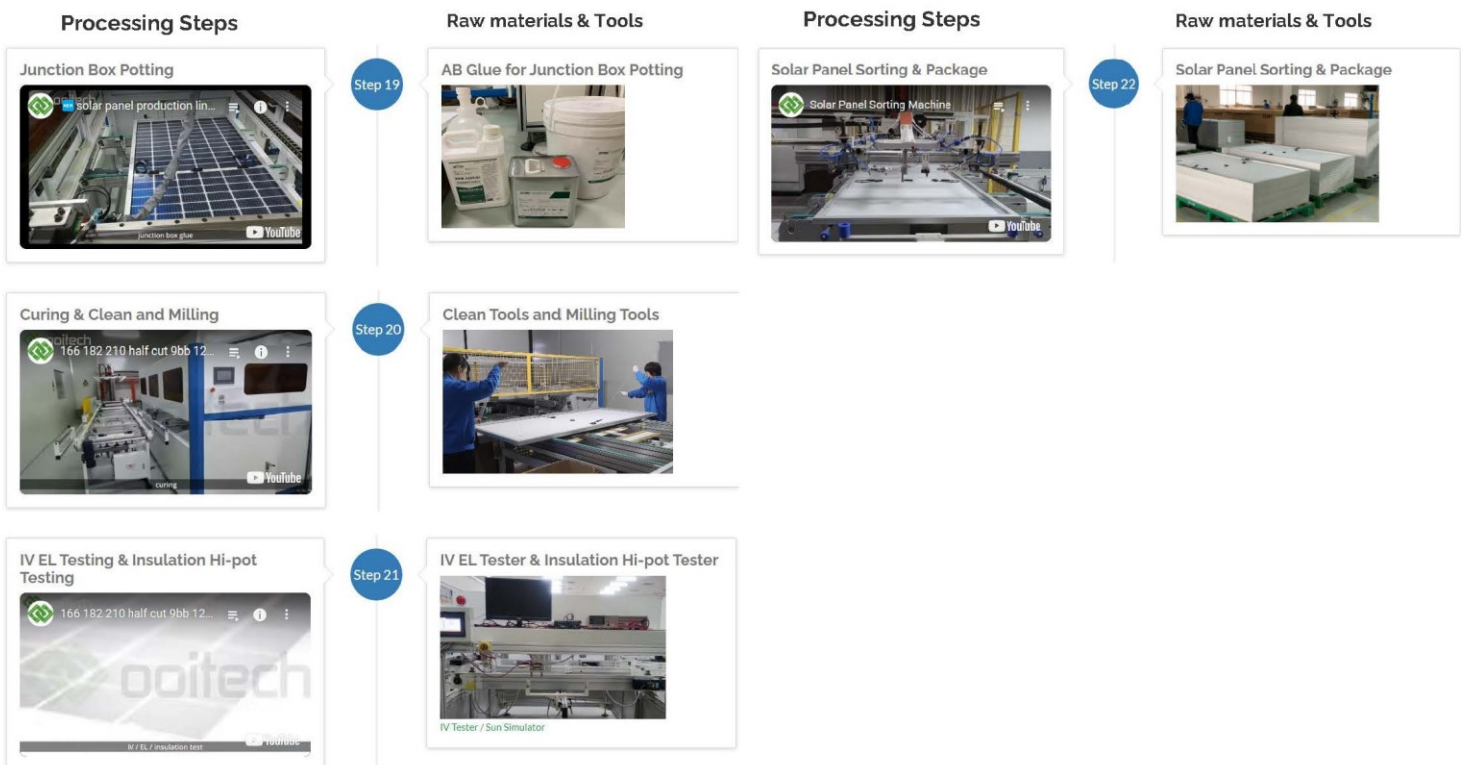 Processing Steps
Raw materials & Tools
Junction Box Potting
solar panel production lin...
junction box glue
YouTube
Step 19
AB Glue for Junction Box Potting
Curing & Clean and Milling
166 182 210 half cut 9bb 12...
curing
YouTube
Step 20
Clean Tools and Milling Tools
IV EL Testing & Insulation Hi-pot
Testing
166 182 210 half cut 9bb 12...
ooitech
IV / EL / insulation test
YouTube
Step 21
IV EL Tester & Insulation Hi-pot Tester
IV Tester / Sun Simulator
Processing Steps
Raw materials & Tools
Solar Panel Sorting & Package
Solar Panel Sorting Machine
YouTube
Step 22
Solar Panel Sorting & Package